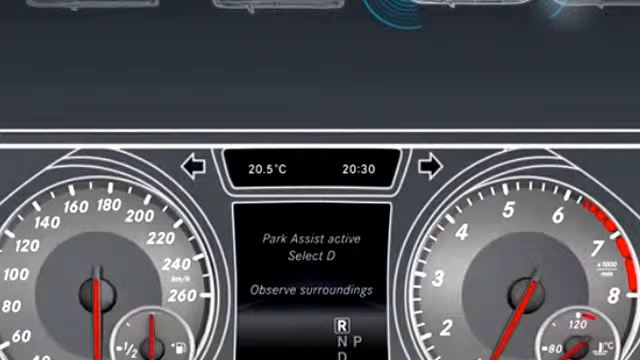 20.5°C 20:30
Park Assist active
Select D
Observe surroundings
R
N P
D
60
80
100
120
140
160
180
200
220
240
km/h
260
1/2
2
3
4
5
6
7
x1000
min
8
120
80
°C